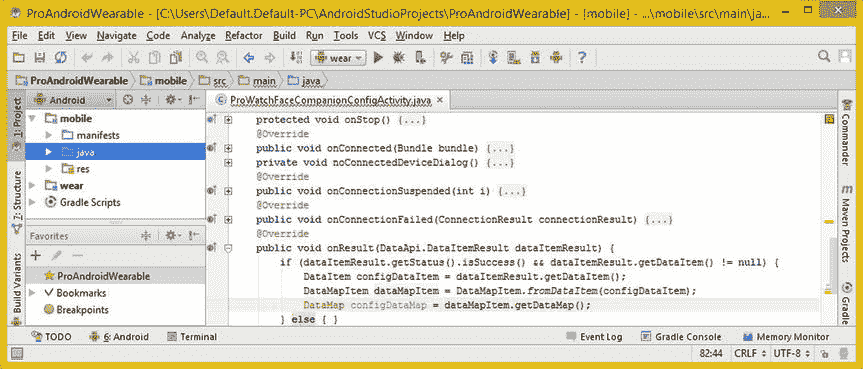 ProAndroidWearable - [C:\Users\Default.Default-PC\AndroidStudioProjects\ProAndroidWearable] - [mobile] - ...\mobile\src\main\ja...
File Edit View Navigate Code Analyze Refactor Build Run Tools VCS Window Help
wear
ProAndroidWearable mobile src main java
1: Project
7: Structure
Build Variants
Android
mobile
manifests
java
res
wear
Gradle Scripts
Favorites
ProAndroidWearable
Bookmarks
Breakpoints
ProWatchFaceCompanionConfigActivity.java
protected void onStop() {...}
@Override
public void onConnected(Bundle bundle) {...}
private void noConnectedDeviceDialog() {...}
@Override
public void onConnectionSuspended(int i) {...}
@Override
public void onConnectionFailed(ConnectionResult connectionResult) {...}
@Override
public void onResult(DataApi.DataItemResult dataItemResult) {
if (dataItemResult.getStatus().isSuccess() && dataItemResult.getDataItem() != null) {
DataItem configDataItem = dataItemResult.getDataItem();
DataMapItem dataMapItem = DataMapItem.fromDataItem(configDataItem);
DataMap configDataMap = dataMapItem.getDataMap();
} else { }
Commander
m Maven Projects
Gradle
TODO 6: Android Terminal Event Log Gradle Console Memory Monitor
82:44 CRLF UTF-8